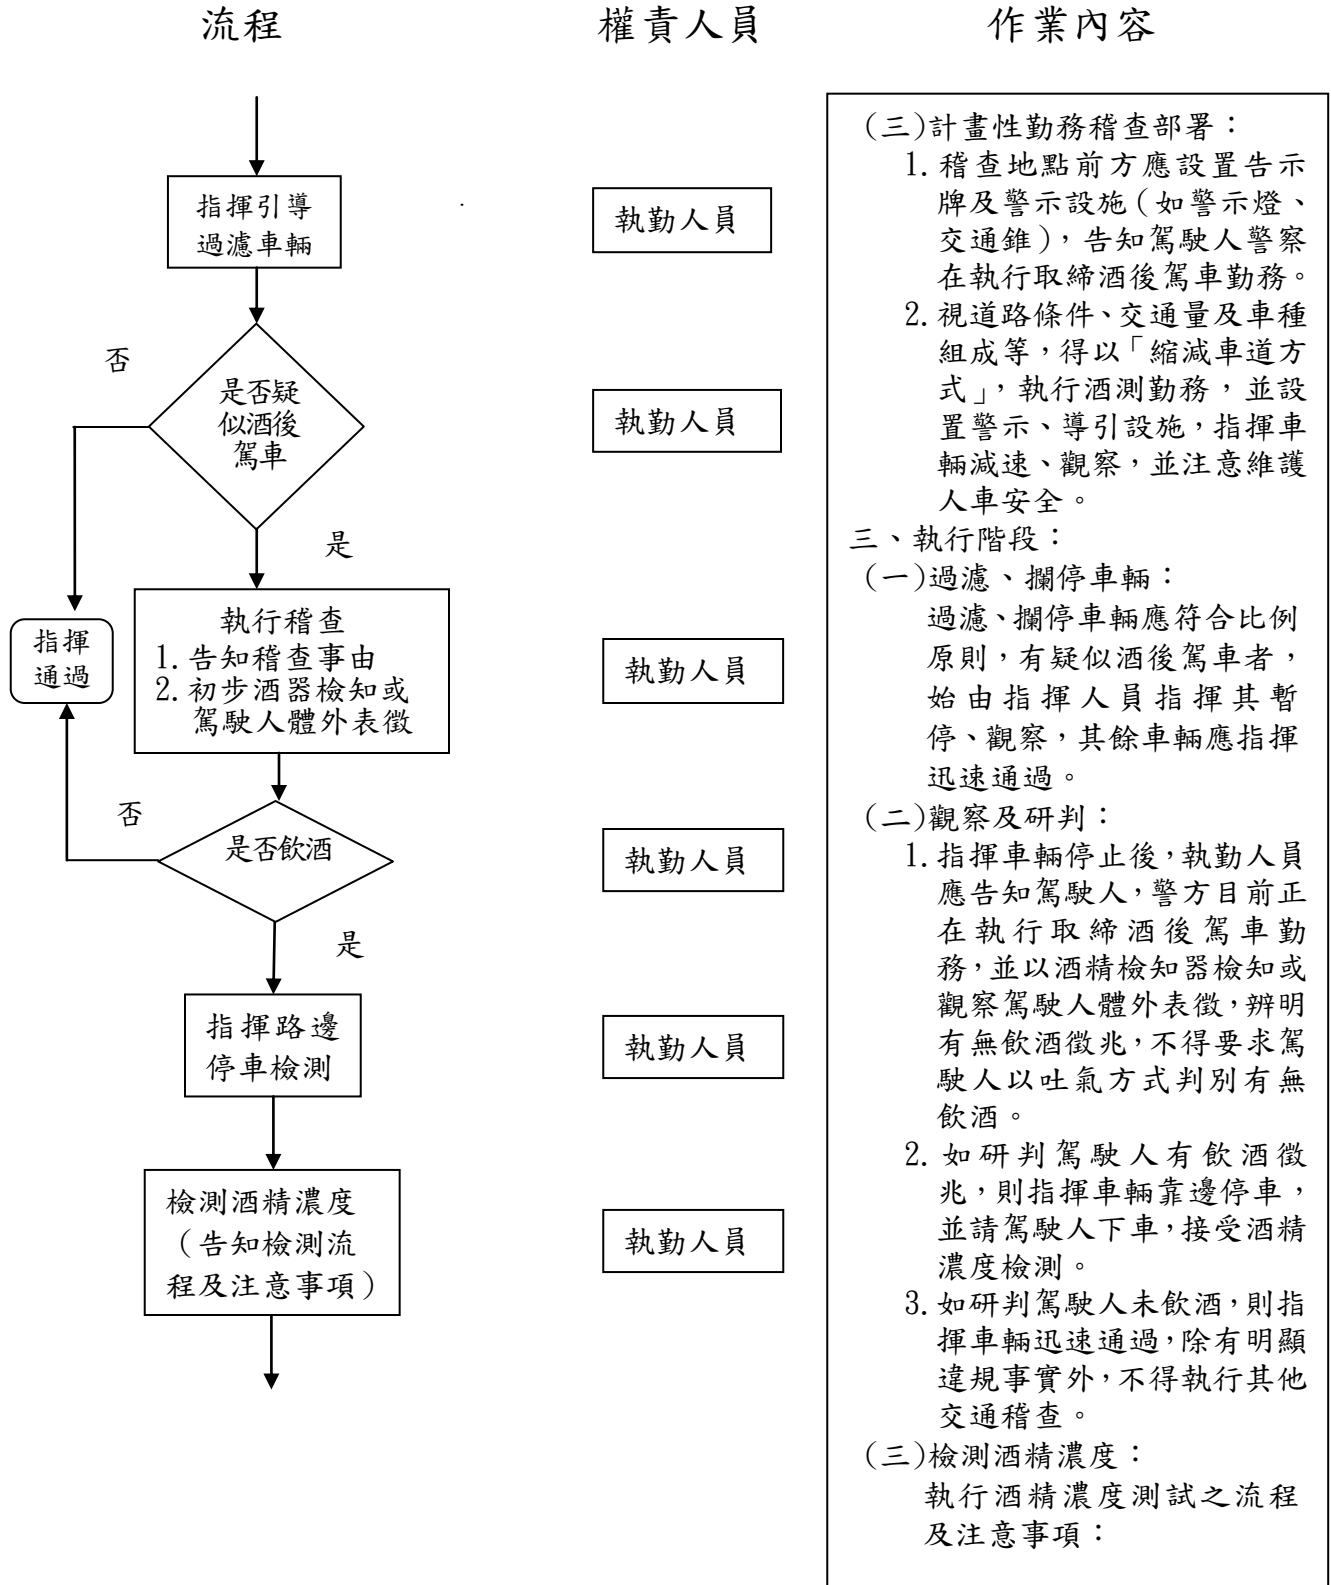 流程
權責人員
作業內容
指揮引導
過濾車輛
否
是否疑
似酒後
駕車
是
指揮
通過
執行稽查
1. 告知稽查事由
2. 初步酒器檢知或
駕駛人體外表徵
否
是否飲酒
是
指揮路邊
停車檢測
檢測酒精濃度
（告知檢測流
程及注意事項）
執勤人員
執勤人員
執勤人員
執勤人員
執勤人員
執勤人員
(三)計畫性勤務稽查部署：
1. 稽查地點前方應設置告示
牌及警示設施（如警示燈、
交通錐），告知駕駛人警察
在執行取締酒後駕車勤務。
2. 視道路條件、交通量及車種
組成等，得以「縮減車道方
式」，執行酒測勤務，並設
置警示、導引設施，指揮車
輛減速、觀察，並注意維護
人車安全。
三、執行階段：
(一)過濾、攔停車輛：
過濾、攔停車輛應符合比例
原則，有疑似酒後駕車者，
始由指揮人員指揮其暫
停、觀察，其餘車輛應指揮
迅速通過。
(二)觀察及研判：
1. 指揮車輛停止後，執勤人員
應告知駕駛人，警方目前正
在執行取締酒後駕車勤
務，並以酒精檢知器檢知或
觀察駕駛人體外表徵，辨明
有無飲酒徵兆，不得要求駕
駛人以吐氣方式判別有無
飲酒。
2. 如研判駕駛人有飲酒徵
兆，則指揮車輛靠邊停車，
並請駕駛人下車，接受酒精
濃度檢測。
3. 如研判駕駛人未飲酒，則指
揮車輛迅速通過，除有明顯
違規事實外，不得執行其他
交通稽查。
(三)檢測酒精濃度：
執行酒精濃度測試之流程
及注意事項：